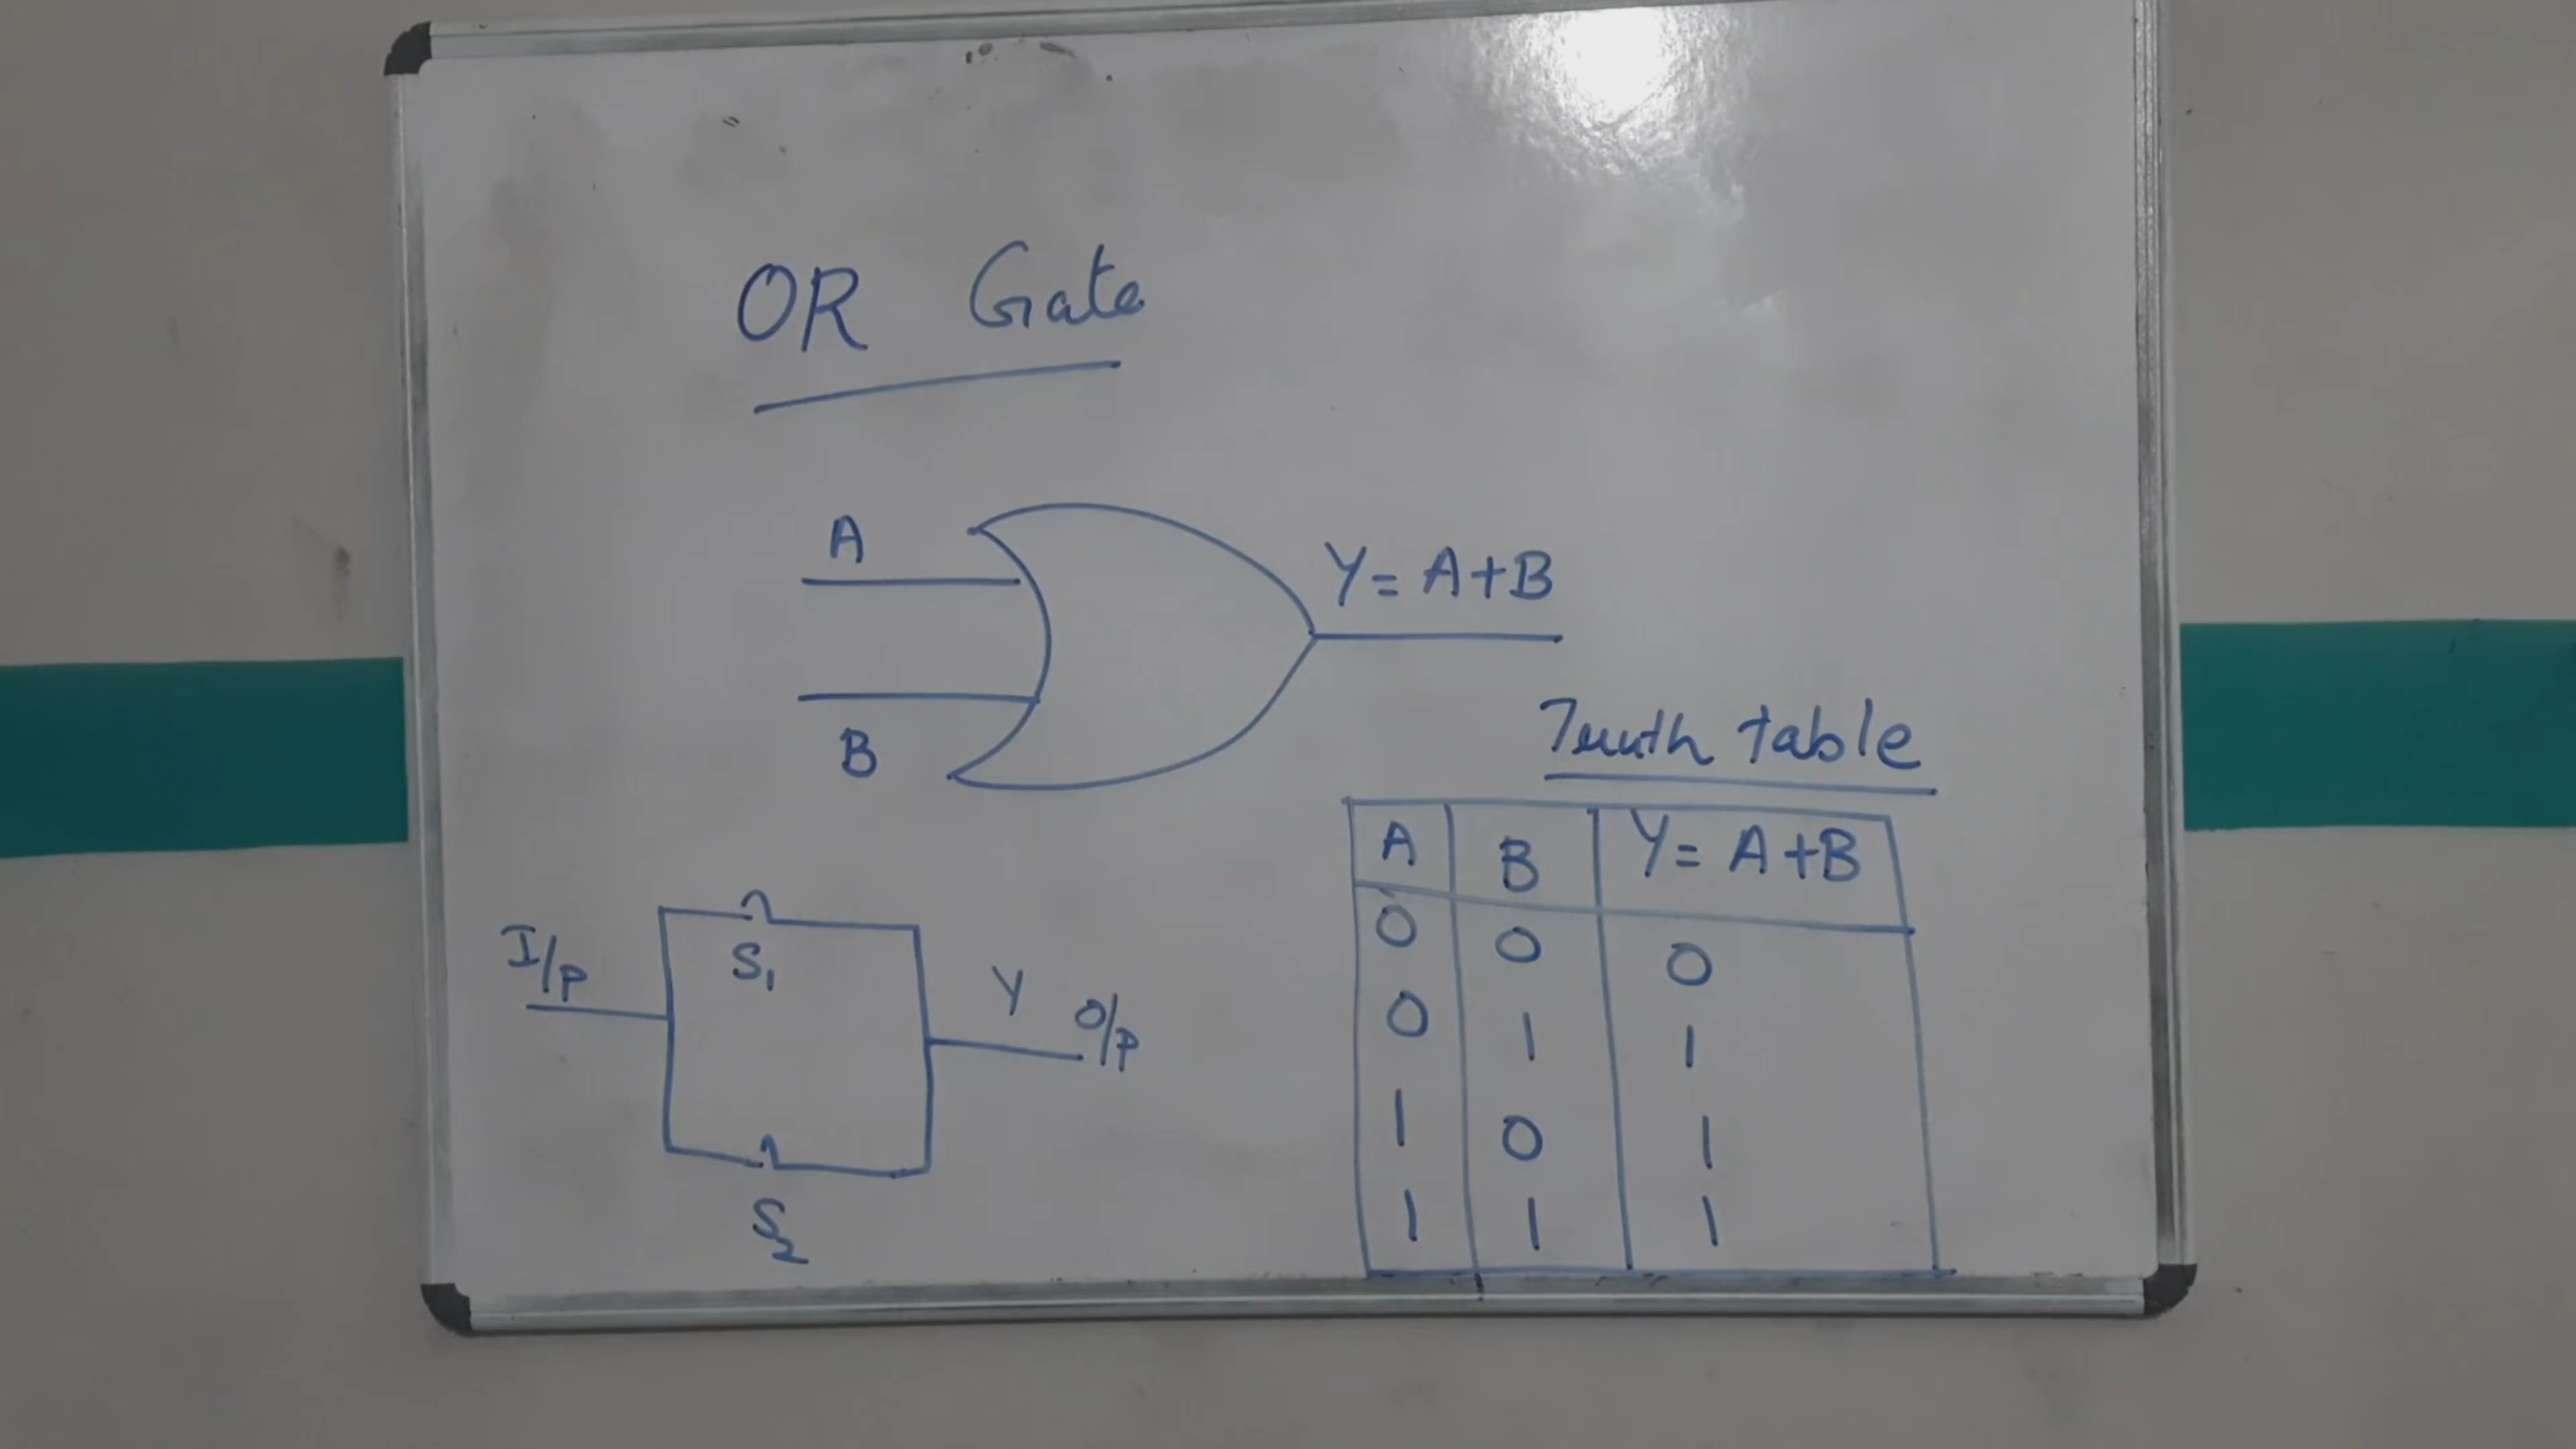 OR Gate
A
Y = A+B
B
Truth table
A B Y = A+B
0 0 0
0 1 1
1 0 1
1 1 1
I/P
S1
Y
O/P
S2